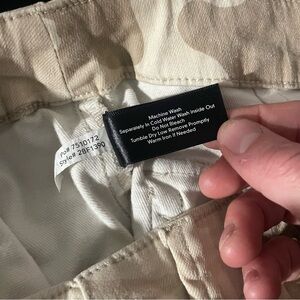 PO# 7510172
Style# 2BF1390
Machine Wash
Separately In Cold Water Wash Inside Out
Do Not Bleach
Tumble Dry Low Remove Promptly
Warm Iron if Needed